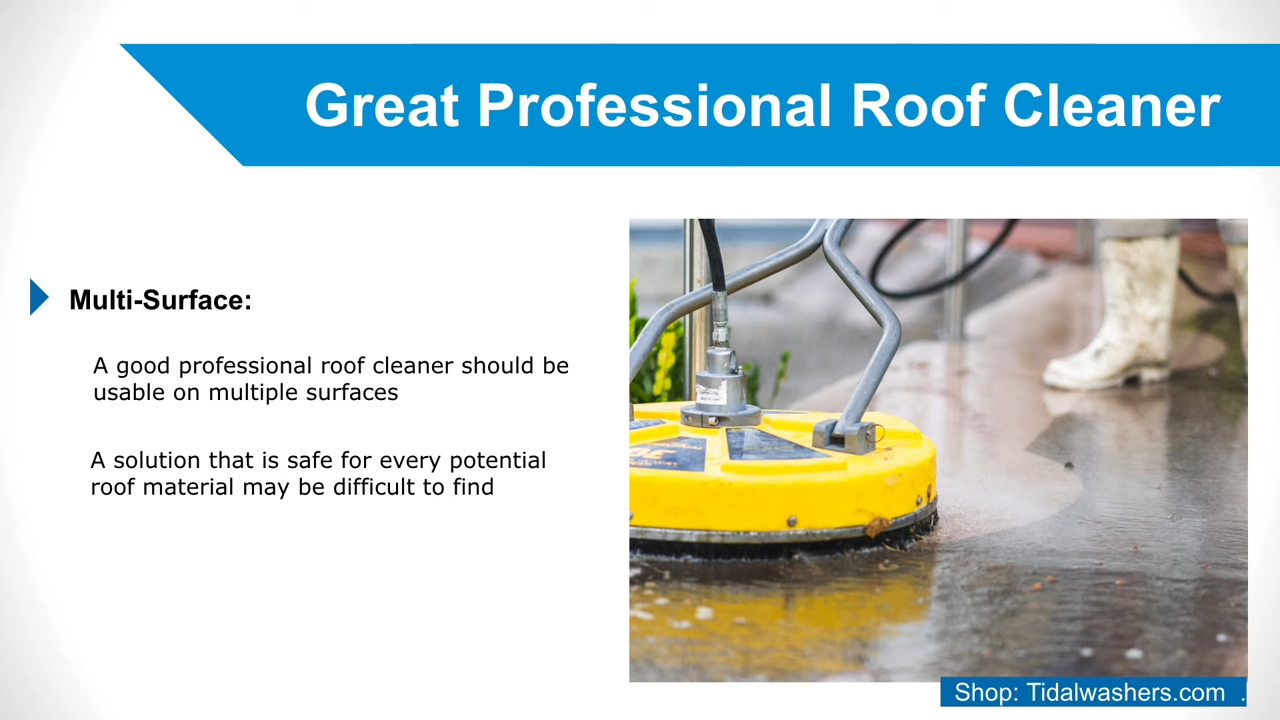 Great Professional Roof Cleaner
Multi-Surface:
A good professional roof cleaner should be
usable on multiple surfaces
A solution that is safe for every potential
roof material may be difficult to find
Shop: Tidalwashers.com .